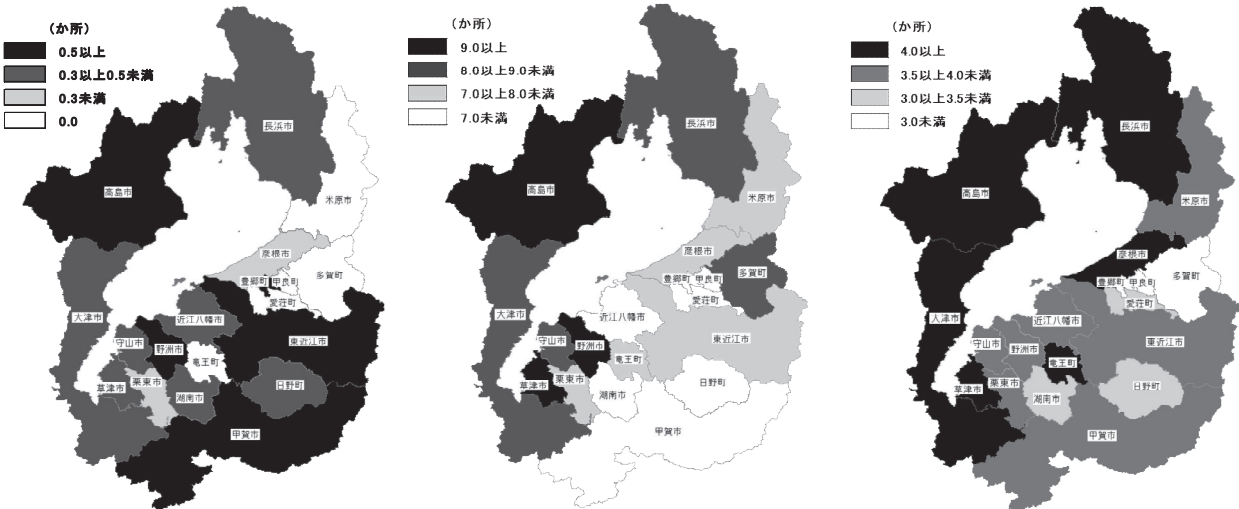 (か所)
0.5以上
0.3以上0.5未満
0.3未満
0.0
長浜市
高島市
米原市
彦根市
多賀町
豊郷町
甲良町
愛荘町
大津市
近江八幡市
東近江市
守山市
野洲市
竜王町
草津市
栗東市
日野町
湖南市
甲賀市
(か所)
9.0以上
8.0以上9.0未満
7.0以上8.0未満
7.0未満
長浜市
高島市
米原市
彦根市
多賀町
豊郷町
甲良町
愛荘町
大津市
近江八幡市
東近江市
守山市
野洲市
竜王町
草津市
栗東市
日野町
湖南市
甲賀市
(か所)
4.0以上
3.5以上4.0未満
3.0以上3.5未満
3.0未満
長浜市
高島市
米原市
彦根市
多賀町
豊郷町
甲良町
愛荘町
大津市
近江八幡市
東近江市
守山市
野洲市
竜王町
草津市
栗東市
日野町
湖南市
甲賀市